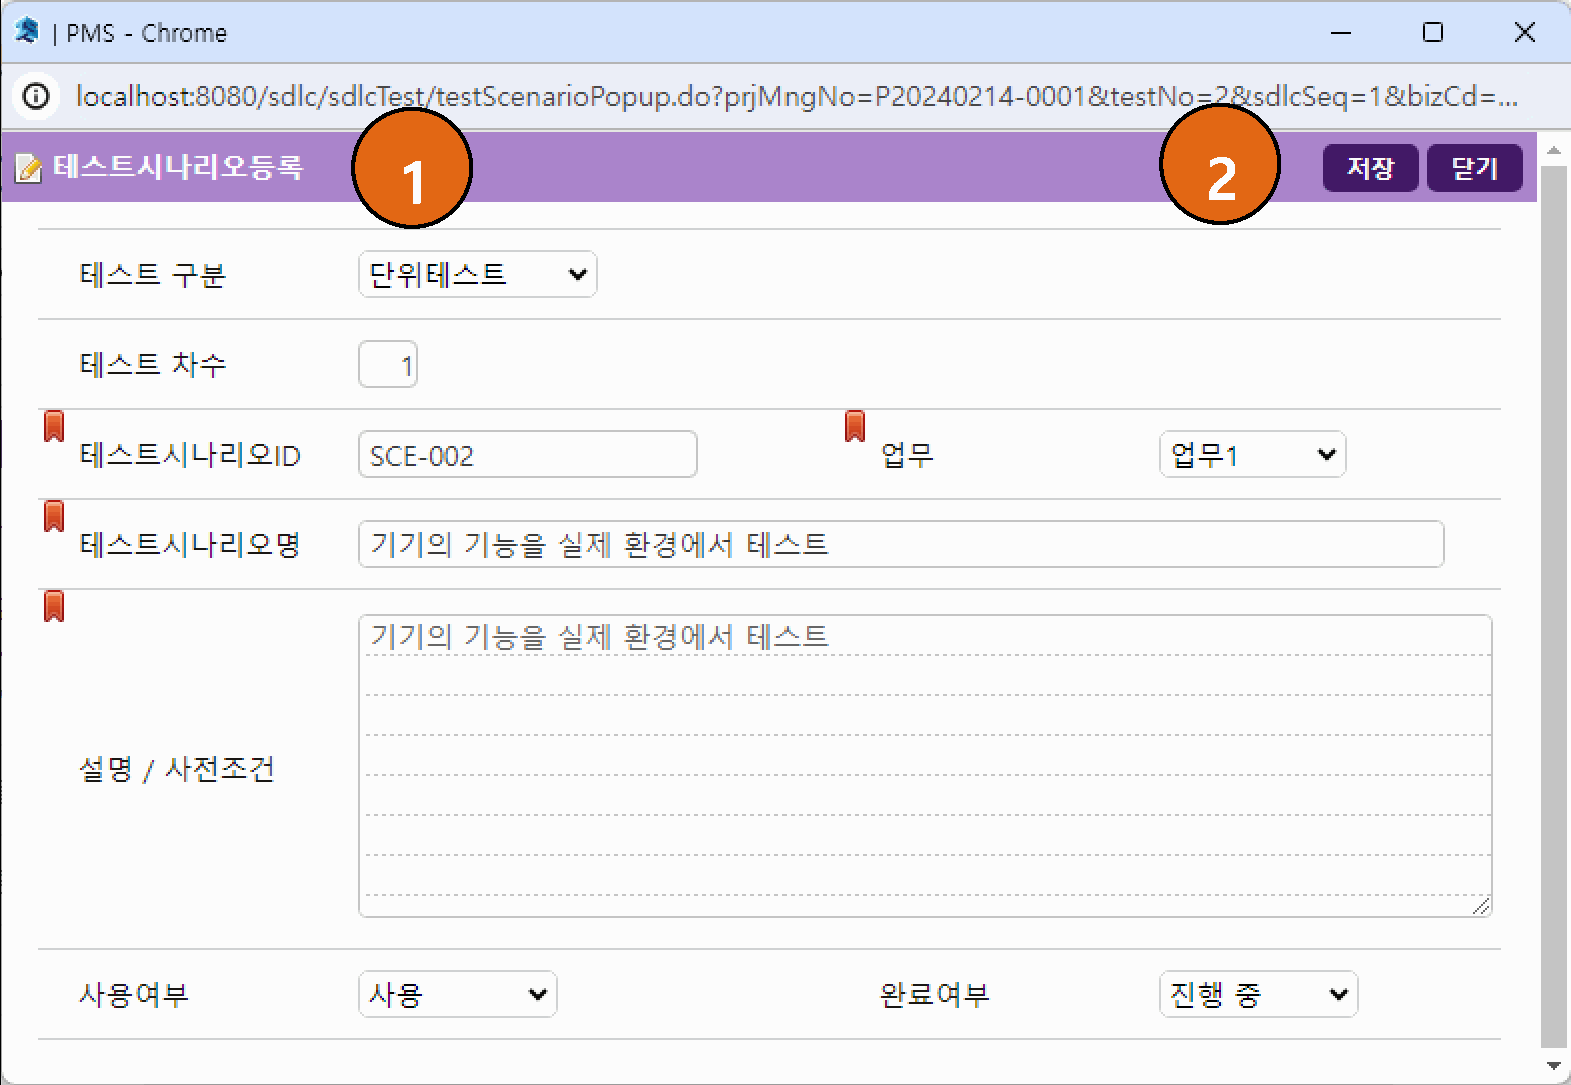 | PMS - Chrome
localhost:8080/sdlc/sdlcTest/testScenarioPopup.do?prjMngNo=P20240214-0001&testNo=2&sdlcSeq=1&bizCd=...
테스트시나리오등록 1 2 저장 닫기
테스트 구분 단위테스트
테스트 차수 1
테스트시나리오ID SCE-002 업무 업무1
테스트시나리오명 기기의 기능을 실제 환경에서 테스트
기기의 기능을 실제 환경에서 테스트
설명 / 사전조건
사용여부 사용 완료여부 진행 중